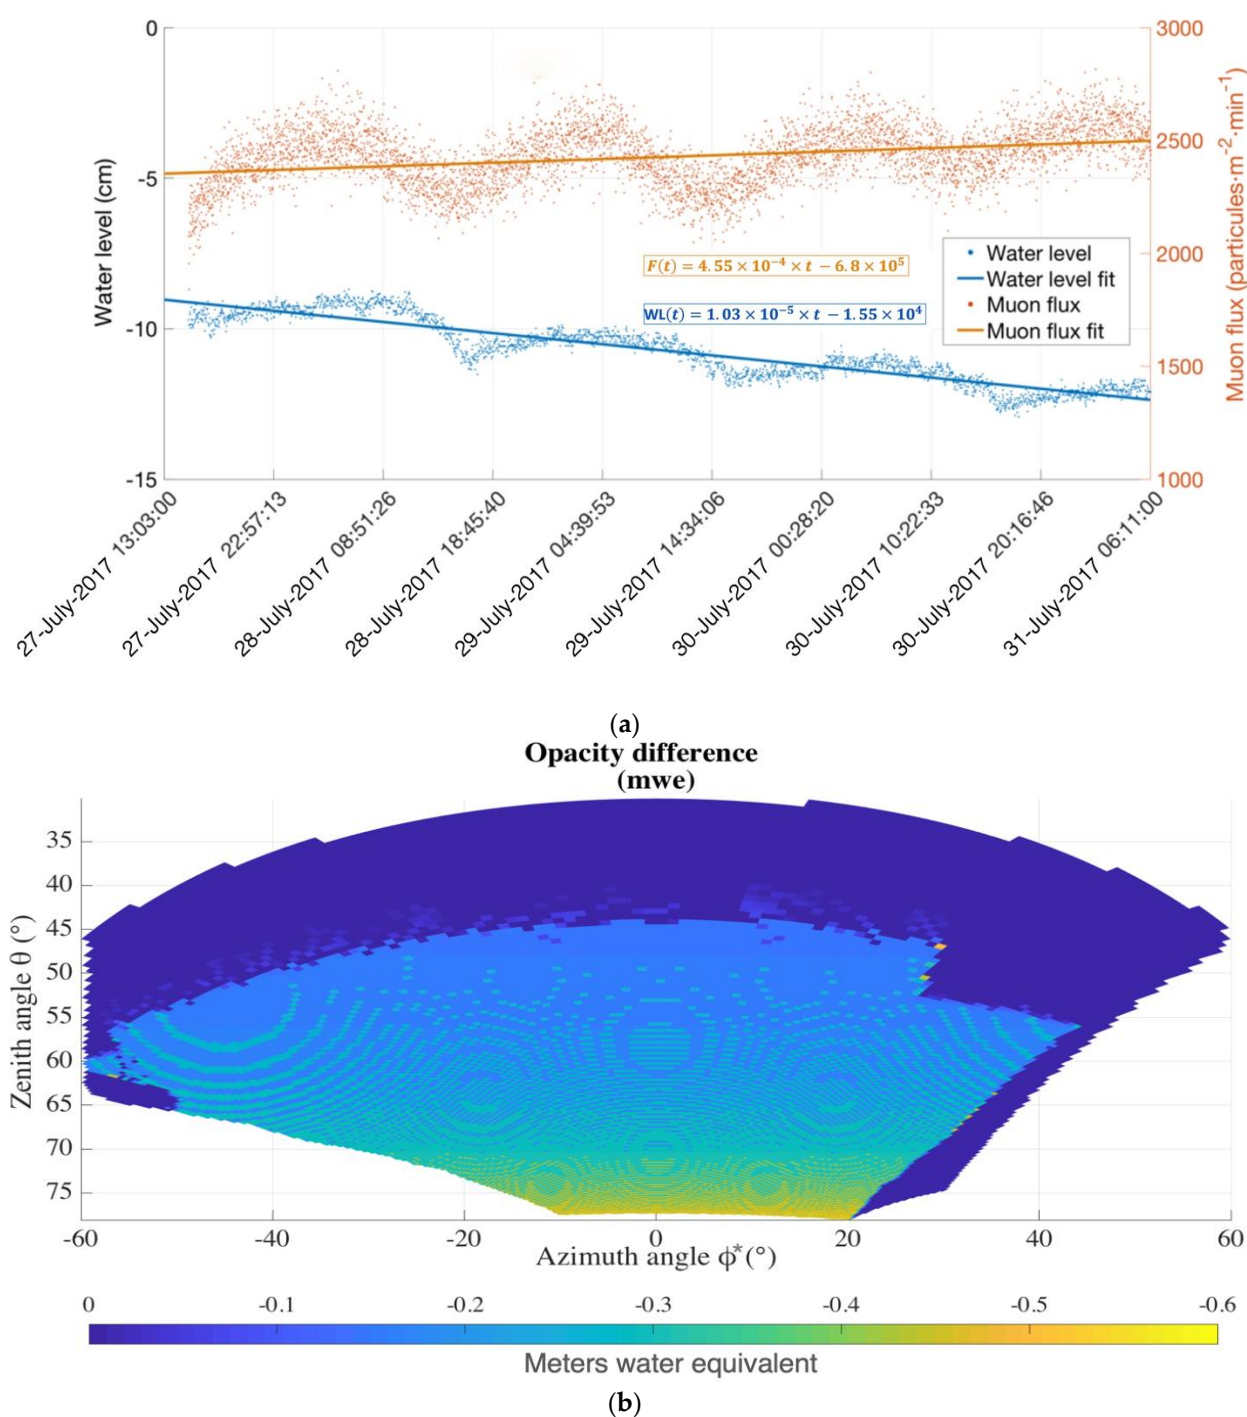 0
-5
-10
-15
Water level (cm)
3000
2500
2000
1500
1000
Muon flux (particules·m⁻²·min⁻¹)
F(t) = 4.55 × 10⁻⁴ × t − 6.8 × 10⁵
WL(t) = 1.03 × 10⁻⁵ × t − 1.55 × 10⁴
Water level
Water level fit
Muon flux
Muon flux fit
27-July-2017 13:03:00
27-July-2017 22:57:13
28-July-2017 08:51:26
28-July-2017 18:45:40
29-July-2017 04:39:53
29-July-2017 14:34:06
30-July-2017 00:28:20
30-July-2017 10:22:33
30-July-2017 20:16:46
31-July-2017 06:11:00
(a)
Opacity difference
(mwe)
35
40
45
50
55
60
65
70
75
Zenith angle θ (°)
-60 -40 -20 0 20 40 60
Azimuth angle ϕ*(°)
0 -0.1 -0.2 -0.3 -0.4 -0.5 -0.6
Meters water equivalent
(b)